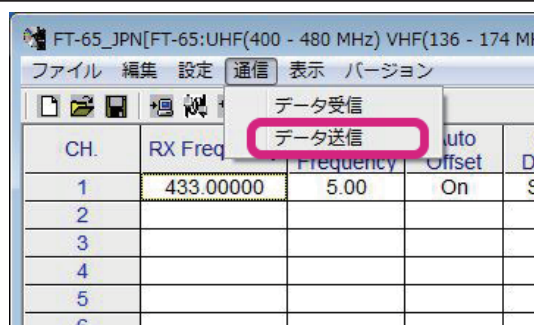 FT-65_JPN[FT-65:UHF(400 - 480 MHz) VHF(136 - 174
ファイル 編集 設定 通信 表示 バージョン
データ受信
データ送信
CH. RX Freq Frequency Auto Offset
1 433.00000 5.00 On
2
3
4
5